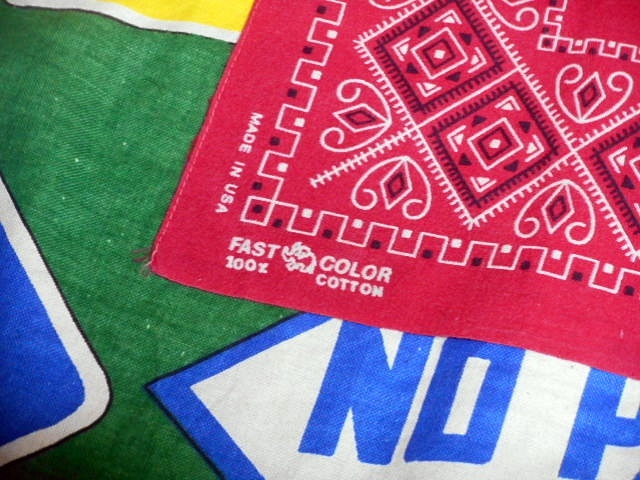 MADE IN USA
FAST COLOR
100% COTTON
NO